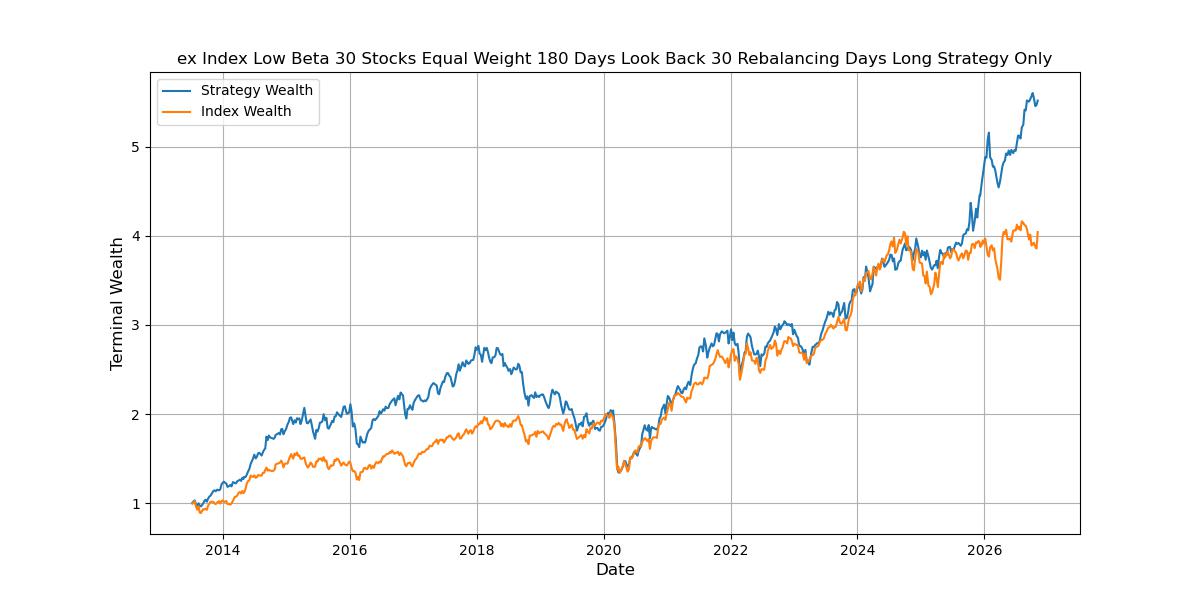 ex Index Low Beta 30 Stocks Equal Weight 180 Days Look Back 30 Rebalancing Days Long Strategy Only
Strategy Wealth
Index Wealth
Terminal Wealth
5
4
3
2
1
2014 2016 2018 2020 2022 2024 2026
Date